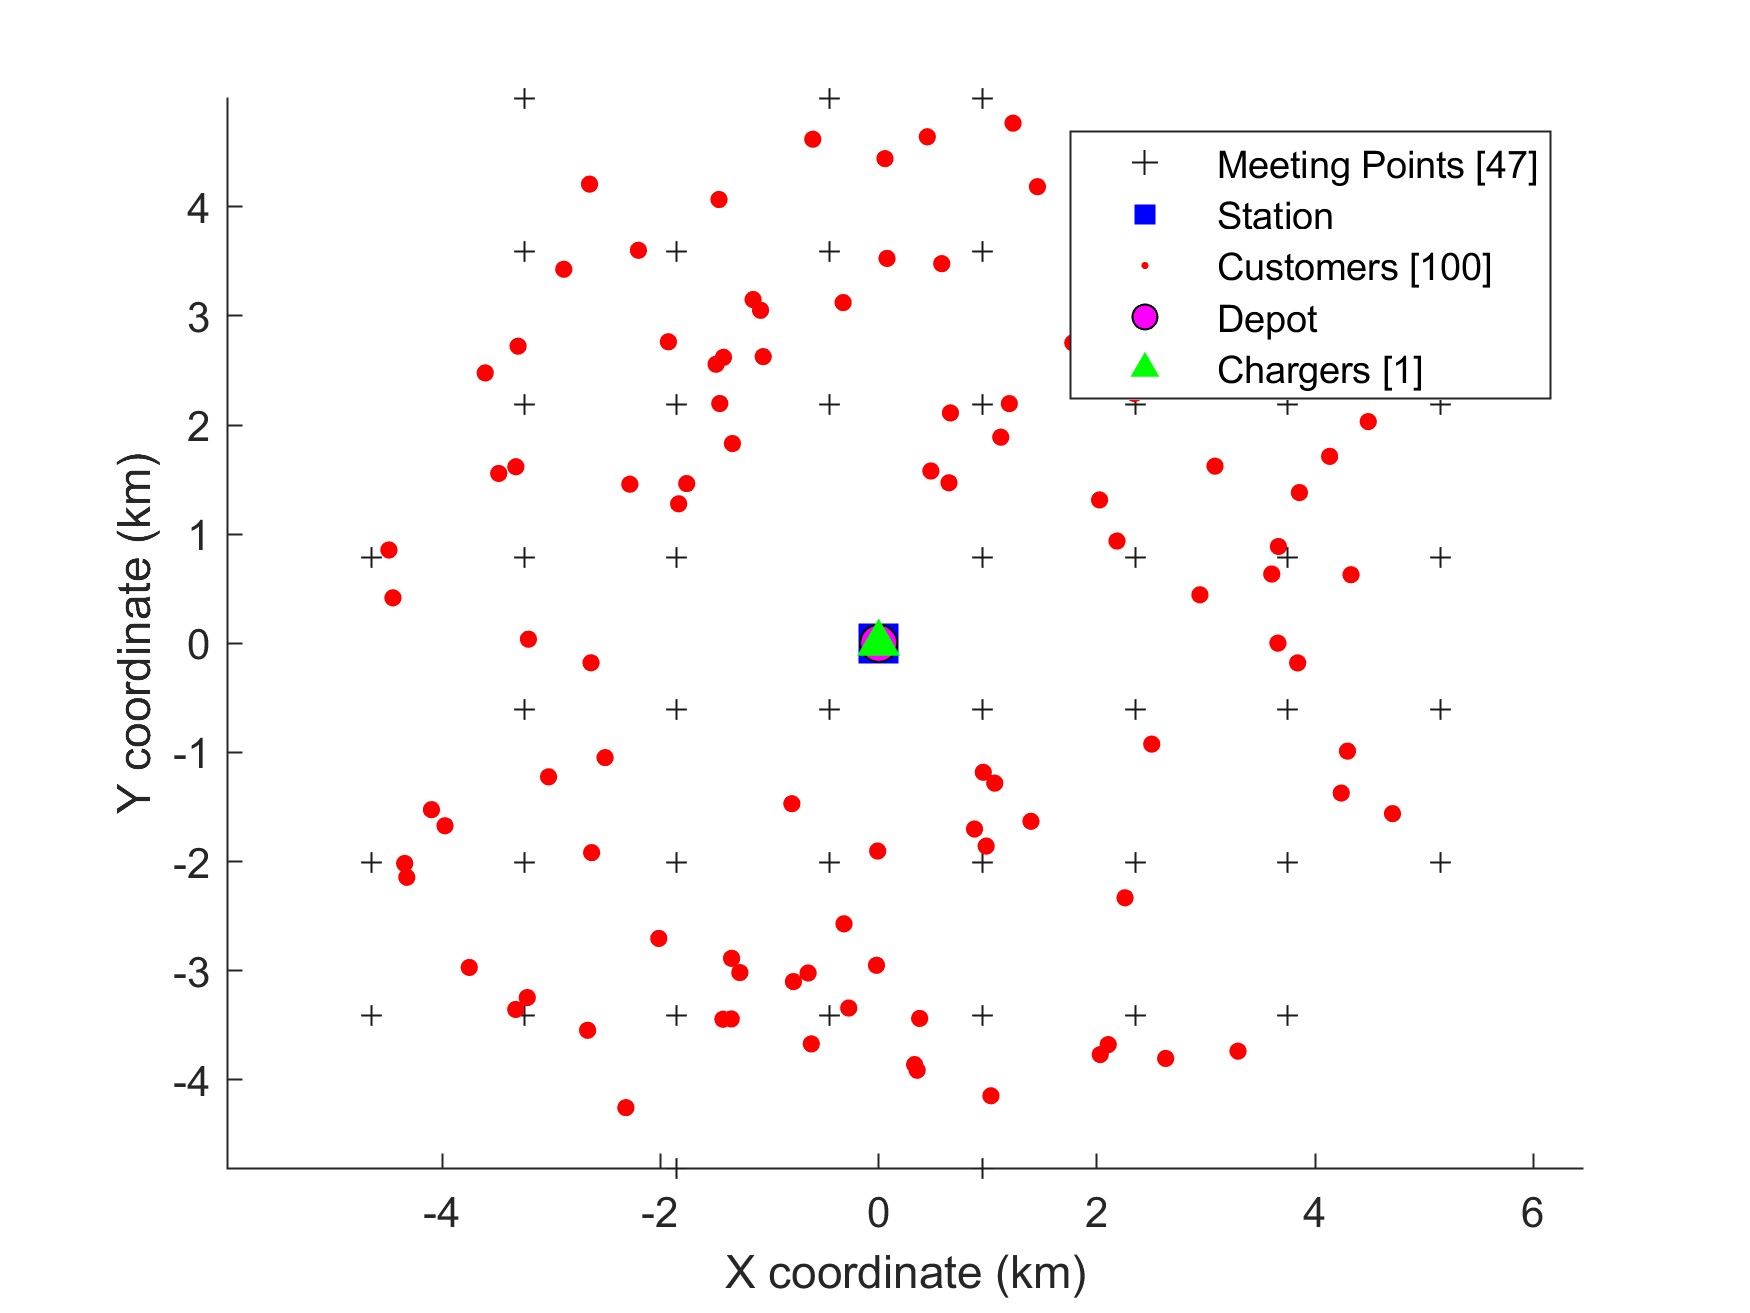 Meeting Points [47]
Station
Customers [100]
Depot
Chargers [1]
4
3
2
1
0
-1
-2
-3
-4
Y coordinate (km)
-4 -2 0 2 4 6
X coordinate (km)